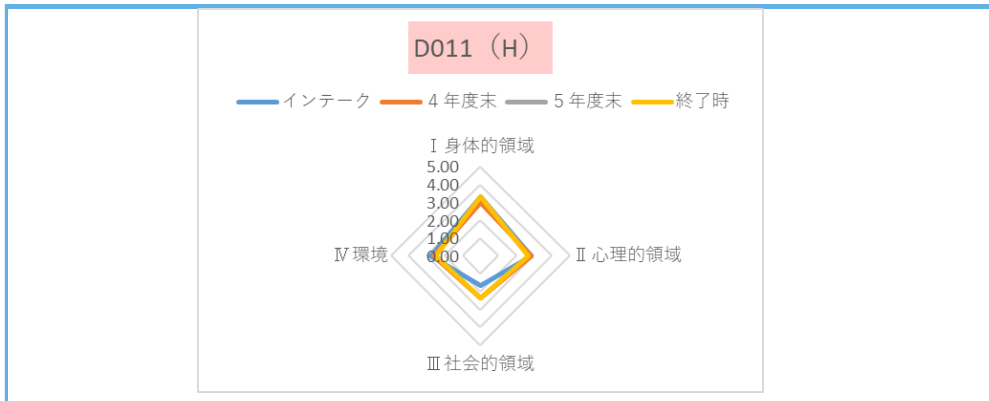 D011（H）
インテーク 4年度末 5年度末 終了時
Ⅰ身体的領域
5.00
4.00
3.00
2.00
1.00
0.00
Ⅳ環境
Ⅱ心理的領域
Ⅲ社会的領域